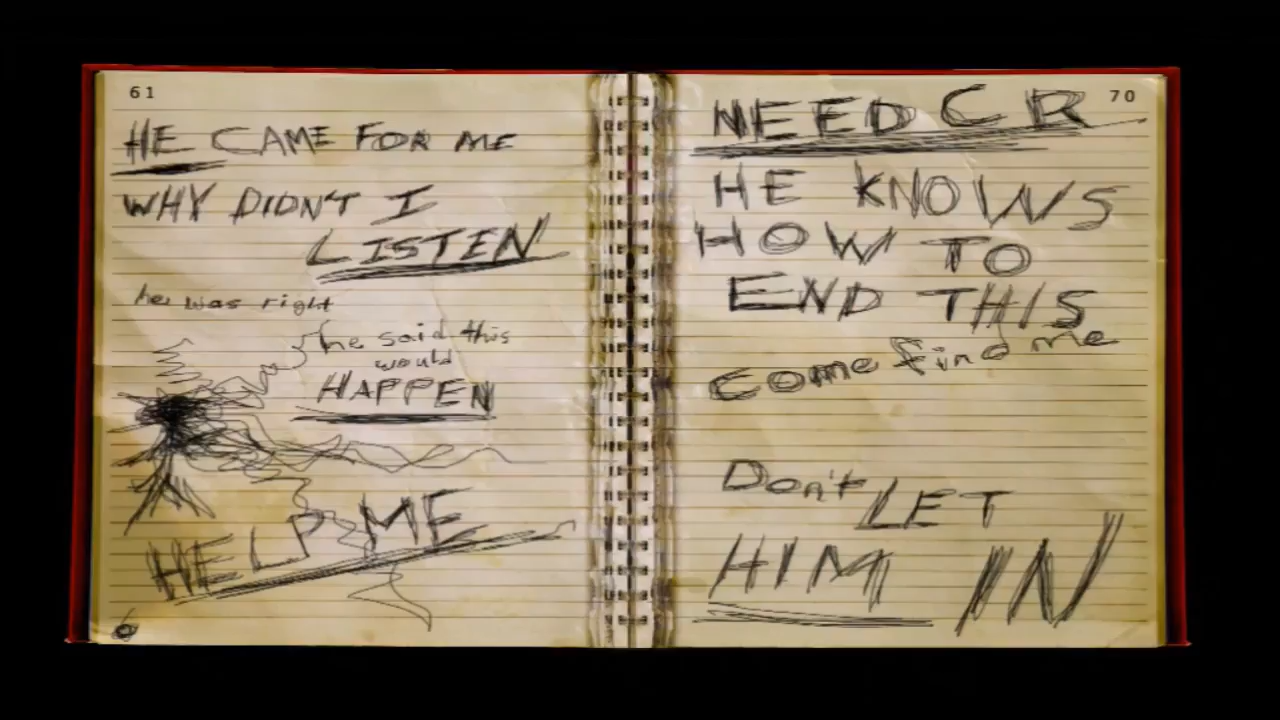 61
HE CAME FOR ME
WHY DIDN'T I
LISTEN
he was right
he said this
would
HAPPEN
HELP ME
70
NEED CR
HE KNOWS
HOW TO
END THIS
come find me
Don't LET
HIM IN